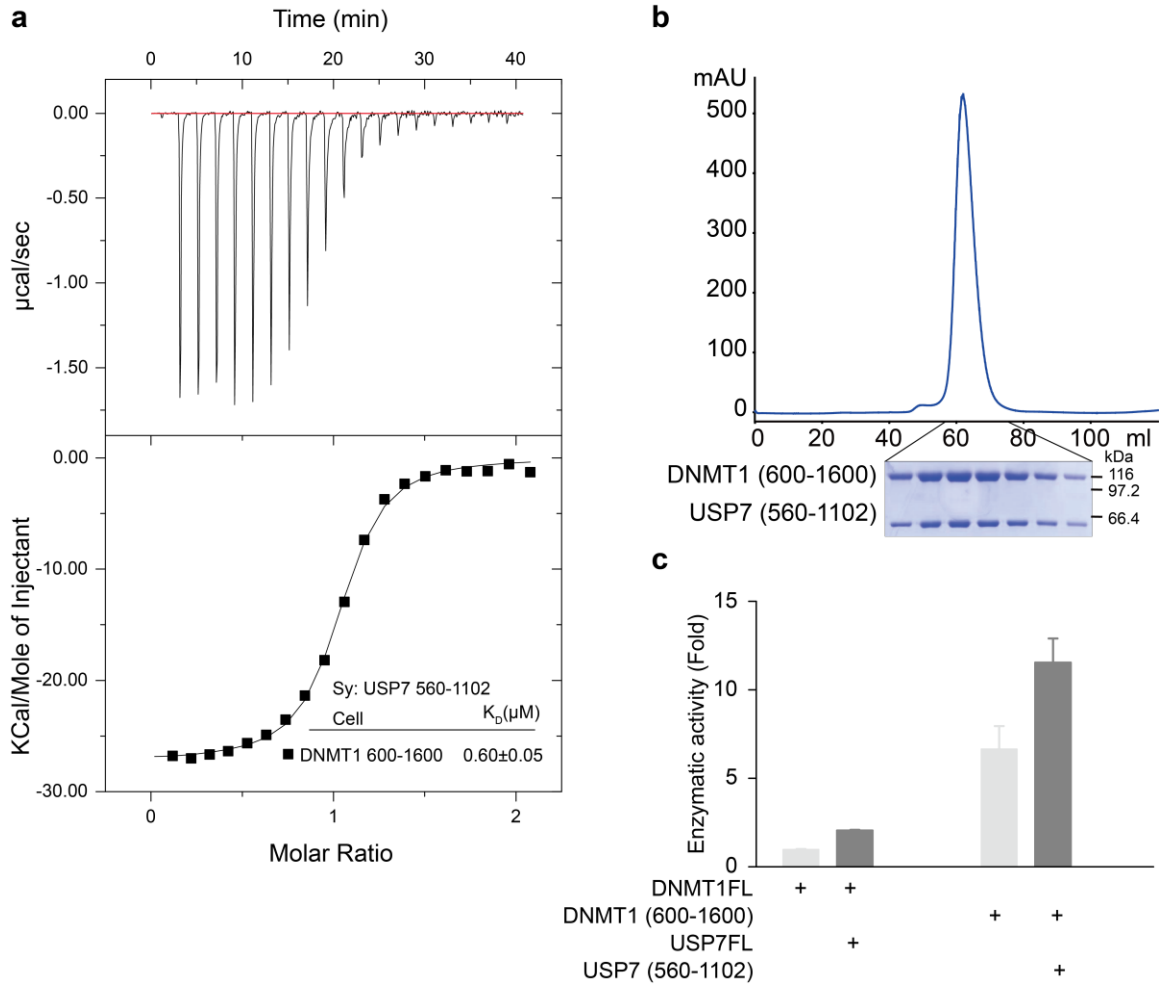 a
Time (min)
0 10 20 30 40
0.00
-0.50
-1.00
-1.50
µcal/sec
0.00
-10.00
-20.00
-30.00
KCal/Mole of Injectant
Sy: USP7 560-1102
Cell KD(µM)
DNMT1 600-1600 0.60±0.05
0 1 2
Molar Ratio
b
mAU
500
400
300
200
100
0
0 20 40 60 80 100 ml
kDa
DNMT1 (600-1600) 116
97.2
USP7 (560-1102) 66.4
c
Enzymatic activity (Fold)
15
10
5
0
DNMT1FL + +
DNMT1 (600-1600) + +
USP7FL +
USP7 (560-1102) +